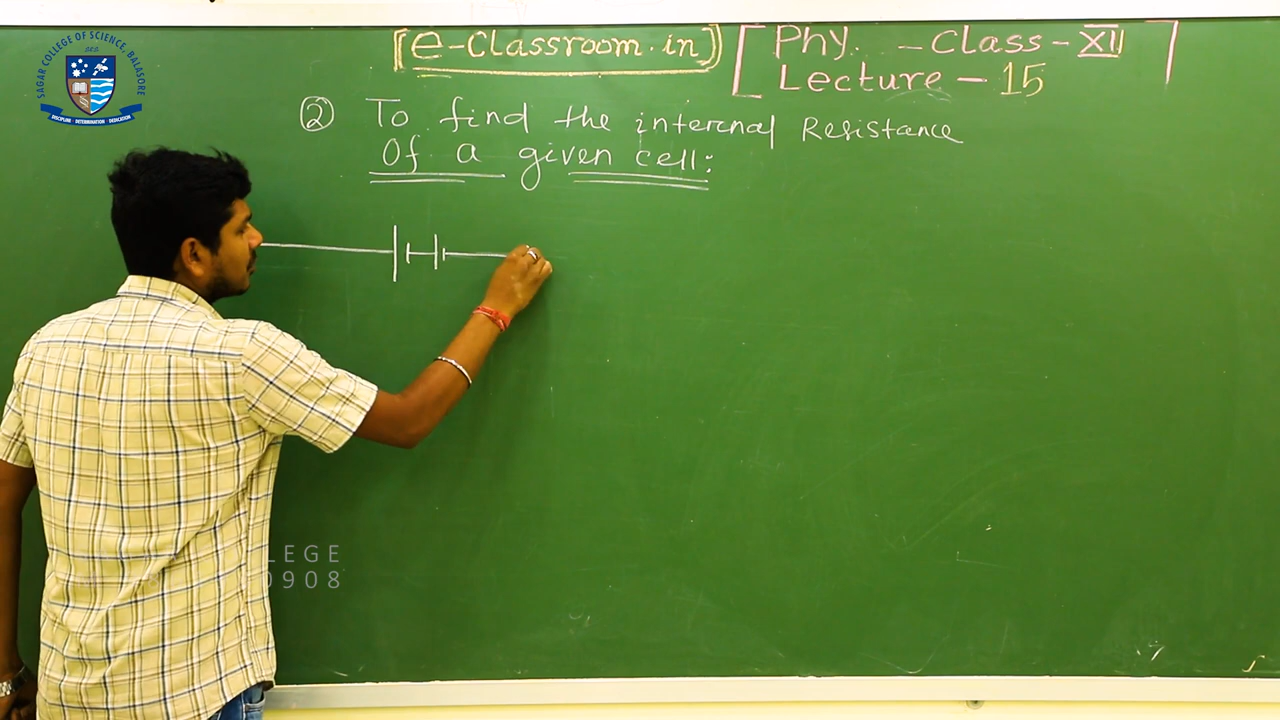 SAGAR COLLEGE OF SCIENCE, BALASORE
DISCIPLINE • DETERMINATION • DEDICATION
[e-Classroom.in]
[Phy. - Class - XII]
Lecture - 15
② To find the internal Resistance
Of a given cell:
LEGE
0908